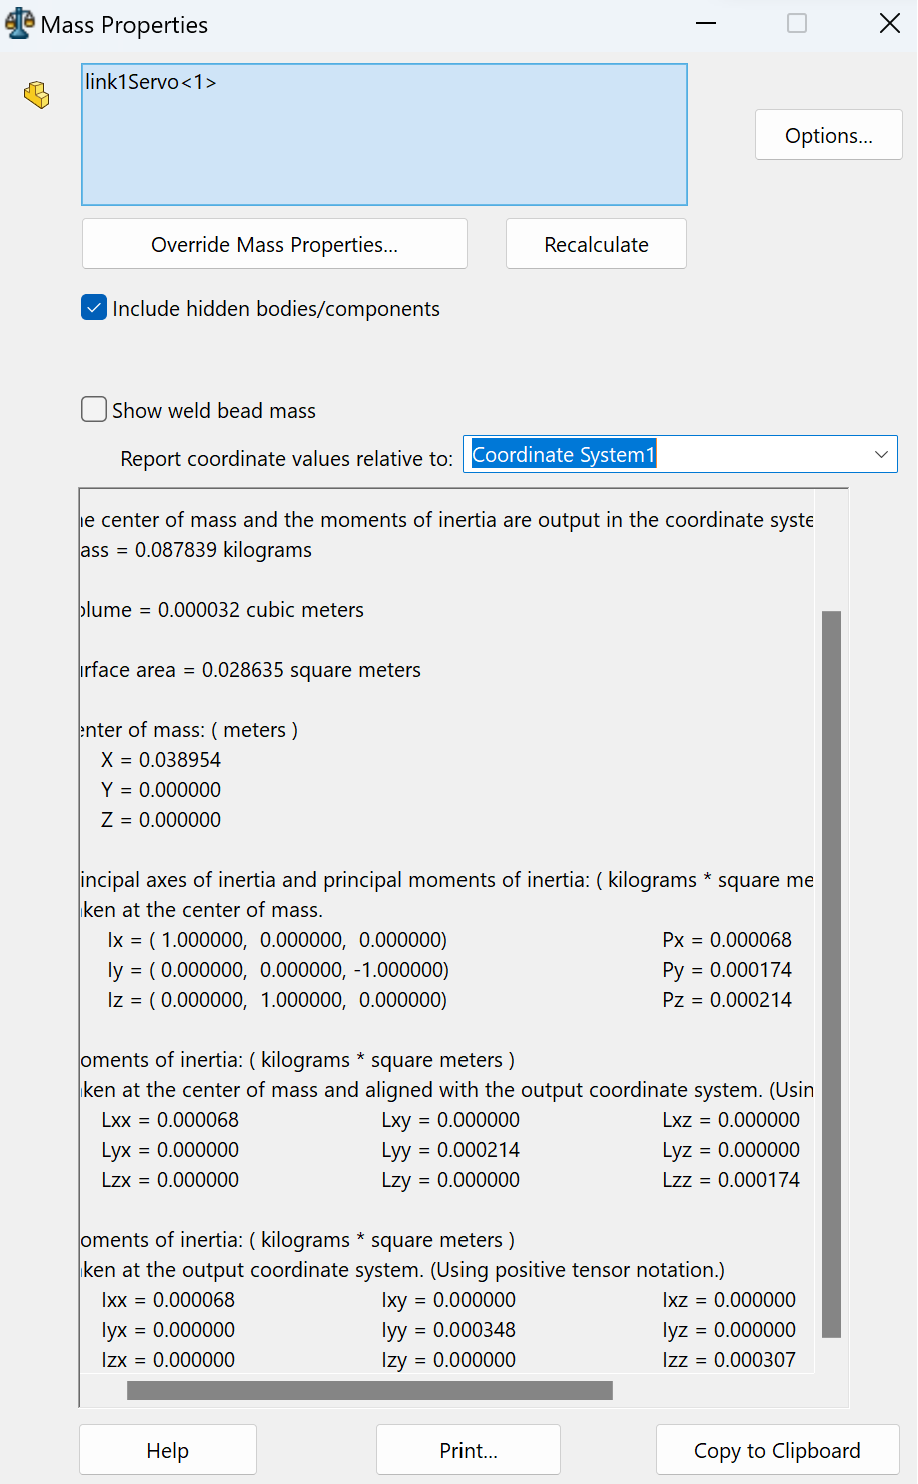 Mass Properties
link1Servo<1>
Options...
Override Mass Properties...
Recalculate
Include hidden bodies/components
Show weld bead mass
Report coordinate values relative to:
Coordinate System1
e center of mass and the moments of inertia are output in the coordinate syste
ass = 0.087839 kilograms
olume = 0.000032 cubic meters
urface area = 0.028635 square meters
enter of mass: ( meters )
X = 0.038954
Y = 0.000000
Z = 0.000000
incipal axes of inertia and principal moments of inertia: ( kilograms * square me
ken at the center of mass.
Ix = ( 1.000000, 0.000000, 0.000000) Px = 0.000068
Iy = ( 0.000000, 0.000000, -1.000000) Py = 0.000174
Iz = ( 0.000000, 1.000000, 0.000000) Pz = 0.000214
oments of inertia: ( kilograms * square meters )
ken at the center of mass and aligned with the output coordinate system. (Usin
Lxx = 0.000068 Lxy = 0.000000 Lxz = 0.000000
Lyx = 0.000000 Lyy = 0.000214 Lyz = 0.000000
Lzx = 0.000000 Lzy = 0.000000 Lzz = 0.000174
oments of inertia: ( kilograms * square meters )
ken at the output coordinate system. (Using positive tensor notation.)
Ixx = 0.000068 Ixy = 0.000000 Ixz = 0.000000
Iyx = 0.000000 Iyy = 0.000348 Iyz = 0.000000
Izx = 0.000000 Izy = 0.000000 Izz = 0.000307
Help
Print...
Copy to Clipboard